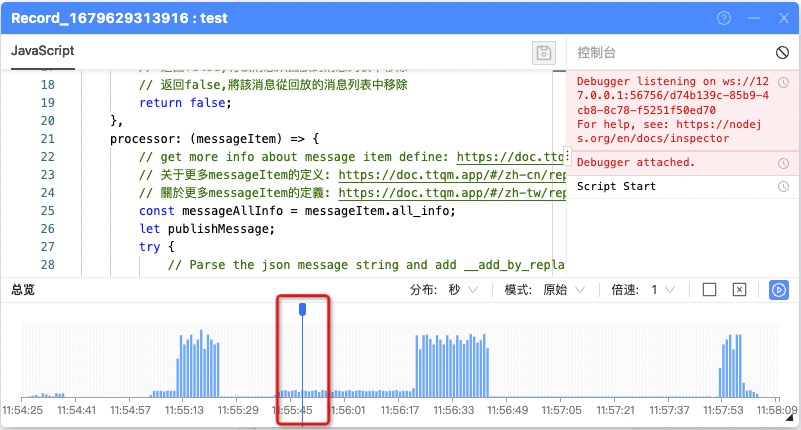 Record_1679629313916 : test
JavaScript
控制台
18 // 返回false,將該消息從回放的消息列表中移除
19 return false;
20 },
21 processor: (messageItem) => {
22 // get more info about message item define: https://doc.ttqm
23 // 关于更多messageItem的定义: https://doc.ttqm.app/#/zh-cn/rep
24 // 關於更多messageItem的定義: https://doc.ttqm.app/#/zh-tw/rep
25 const messageAllInfo = messageItem.all_info;
26 let publishMessage;
27 try {
28 // Parse the json message string and add __add_by_repla
Debugger listening on ws://12
7.0.0.1:56756/d74b139c-85b9-4
cb8-8c78-f5251f50ed70
For help, see: https://nodej
s.org/en/docs/inspector
Debugger attached.
Script Start
总览 分布: 秒 模式: 原始 倍速: 1
11:54:25 11:54:41 11:54:57 11:55:13 11:55:29 11:55:45 11:56:01 11:56:17 11:56:33 11:56:49 11:57:05 11:57:21 11:57:37 11:57:53 11:58:09